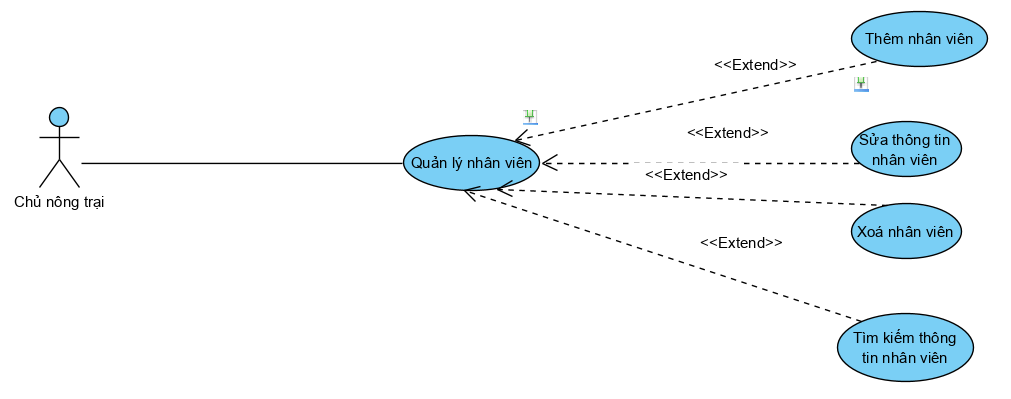 Thêm nhân viên
<<Extend>>
<<Extend>>
Sửa thông tin
nhân viên
Quản lý nhân viên
<<Extend>>
Chủ nông trại
Xoá nhân viên
<<Extend>>
Tìm kiếm thông
tin nhân viên